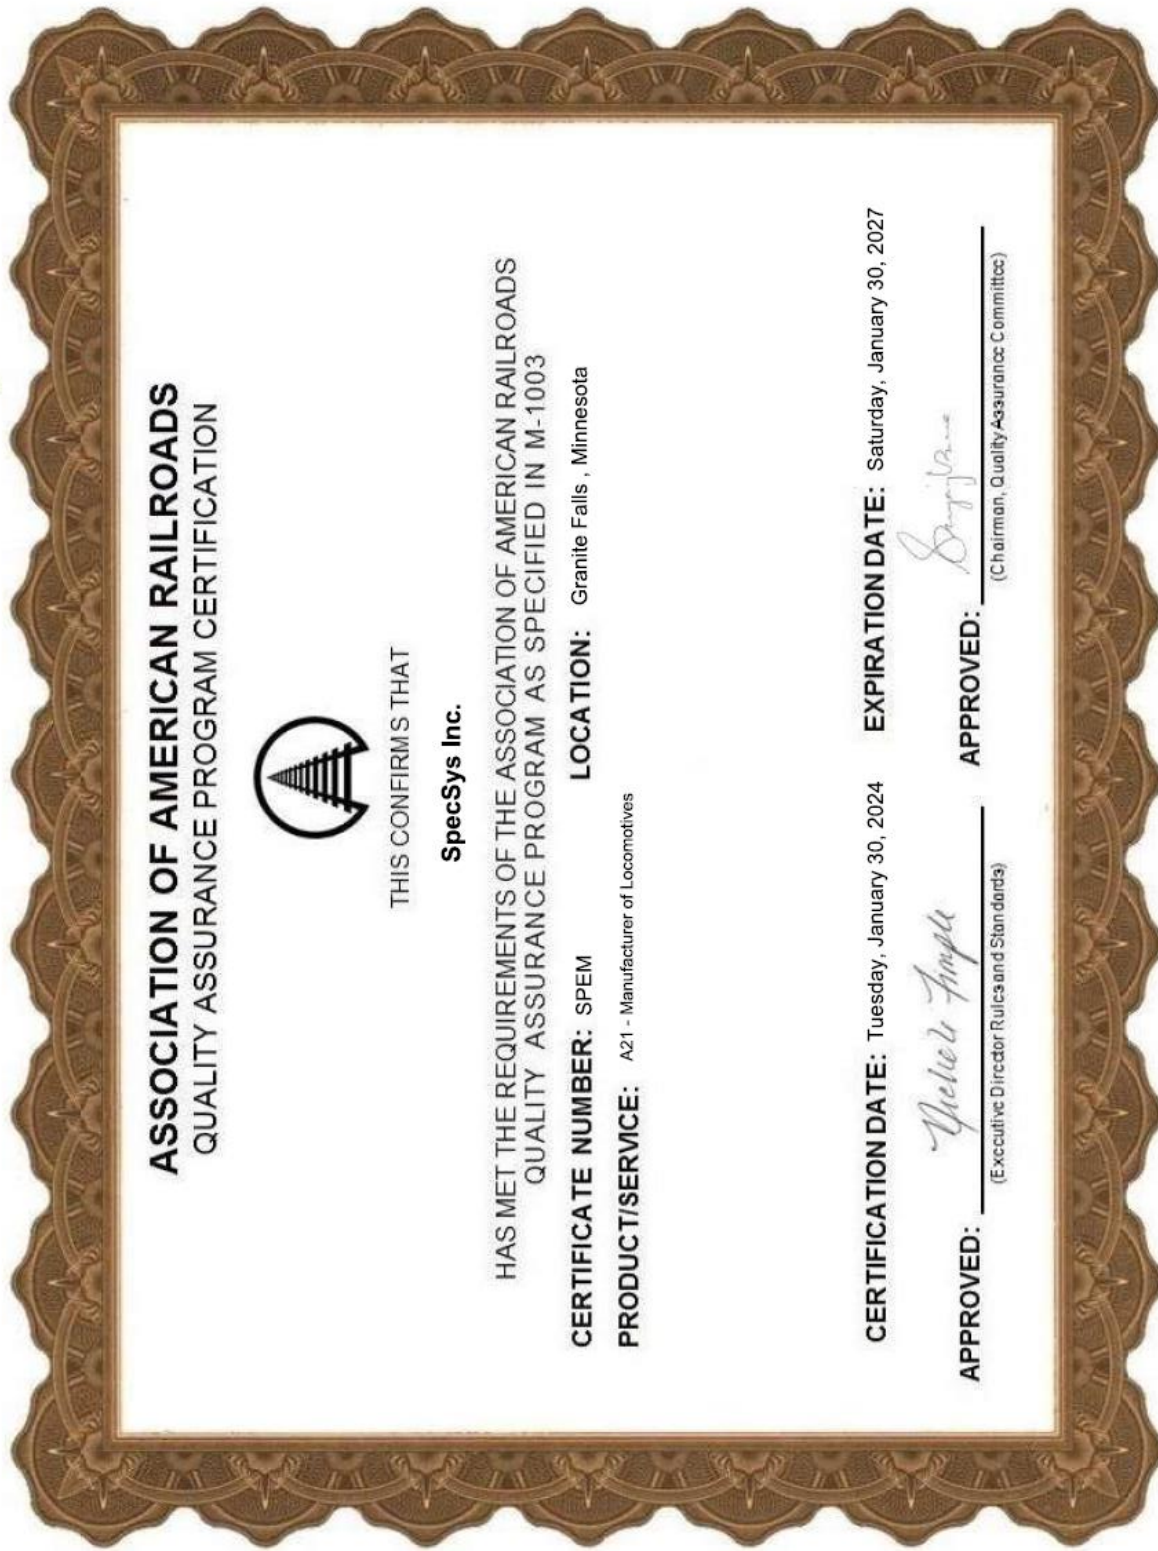 ASSOCIATION OF AMERICAN RAILROADS
QUALITY ASSURANCE PROGRAM CERTIFICATION
THIS CONFIRMS THAT
SpecSys Inc.
HAS MET THE REQUIREMENTS OF THE ASSOCIATION OF AMERICAN RAILROADS
QUALITY ASSURANCE PROGRAM AS SPECIFIED IN M-1003
CERTIFICATE NUMBER: SPEM LOCATION: Granite Falls , Minnesota
PRODUCT/SERVICE: A21 - Manufacturer of Locomotives
CERTIFICATION DATE: Tuesday, January 30, 2024 EXPIRATION DATE: Saturday, January 30, 2027
APPROVED: APPROVED:
(Executive Director Rules and Standards) (Chairman, Quality Assurance Committee)